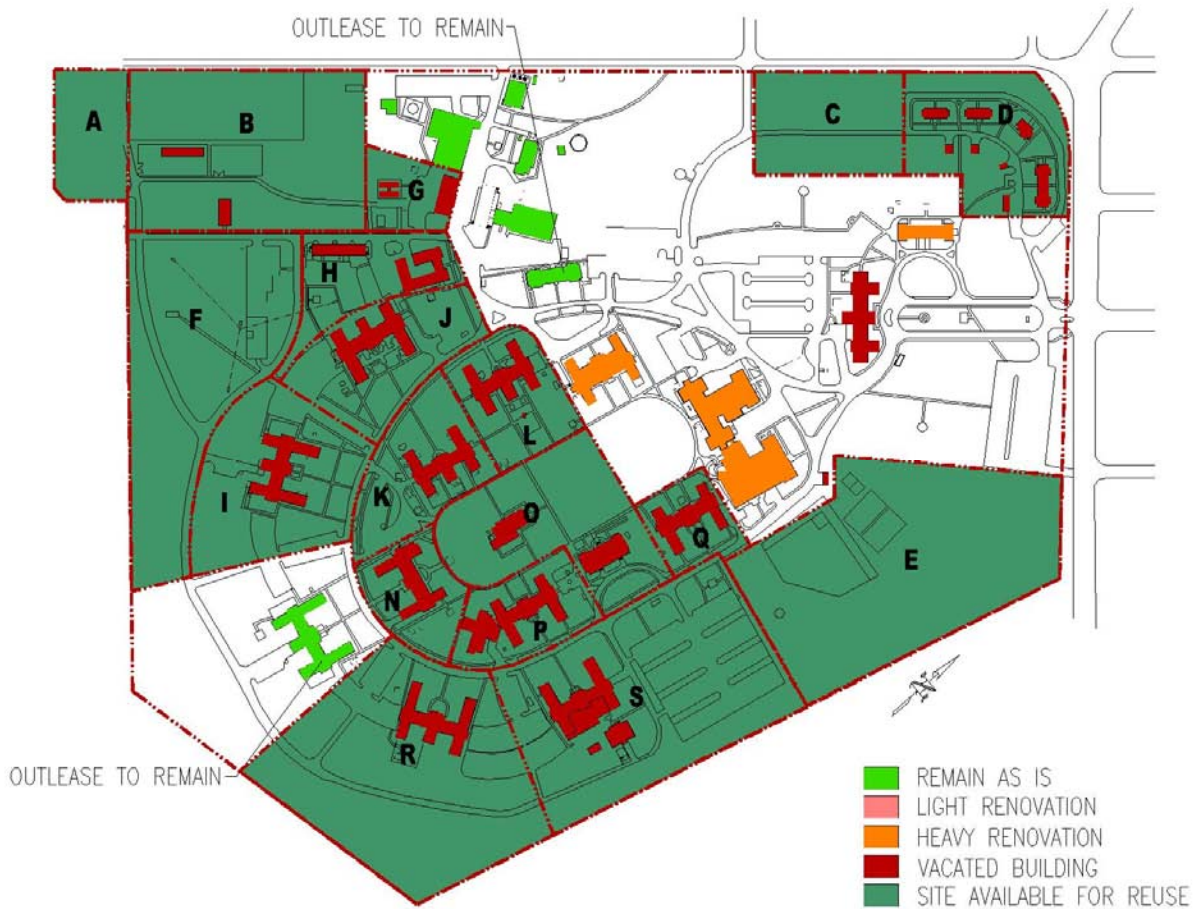 OUTLEASE TO REMAIN
A
B
C
D
G
H
F
J
L
K
I
O
Q
E
N
P
S
R
OUTLEASE TO REMAIN
REMAIN AS IS
LIGHT RENOVATION
HEAVY RENOVATION
VACATED BUILDING
SITE AVAILABLE FOR REUSE